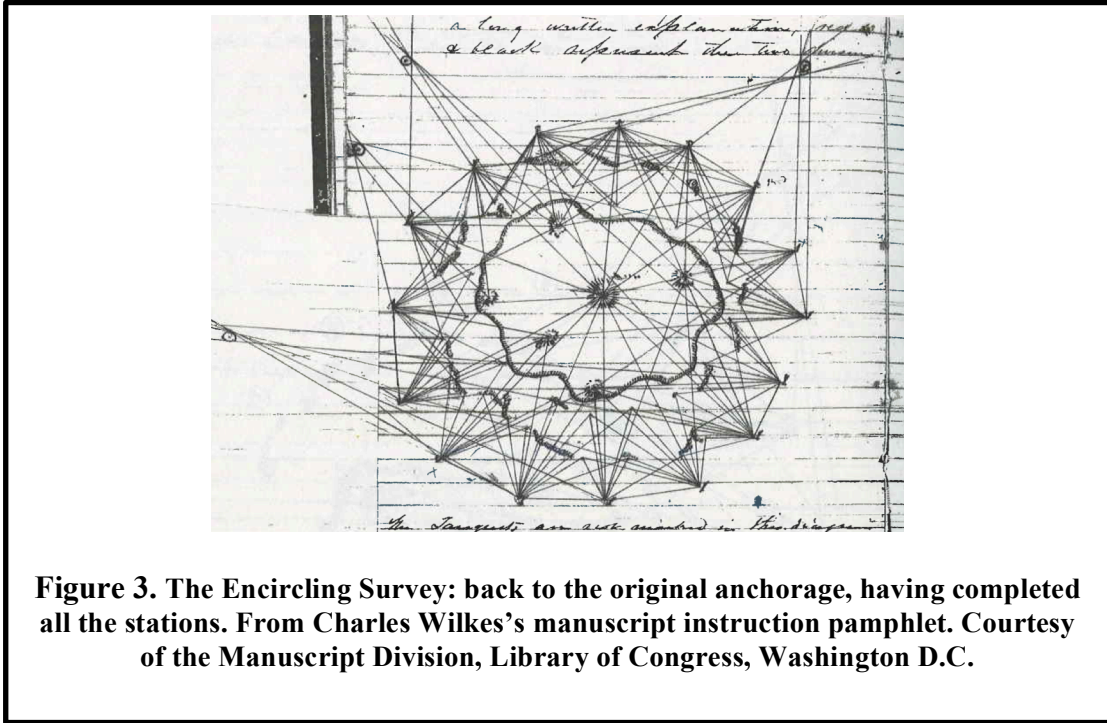 a long written explanation, red
& black represent the two
The Tangents are not marked in this diagram
Figure 3. The Encircling Survey: back to the original anchorage, having completed
all the stations. From Charles Wilkes’s manuscript instruction pamphlet. Courtesy
of the Manuscript Division, Library of Congress, Washington D.C.